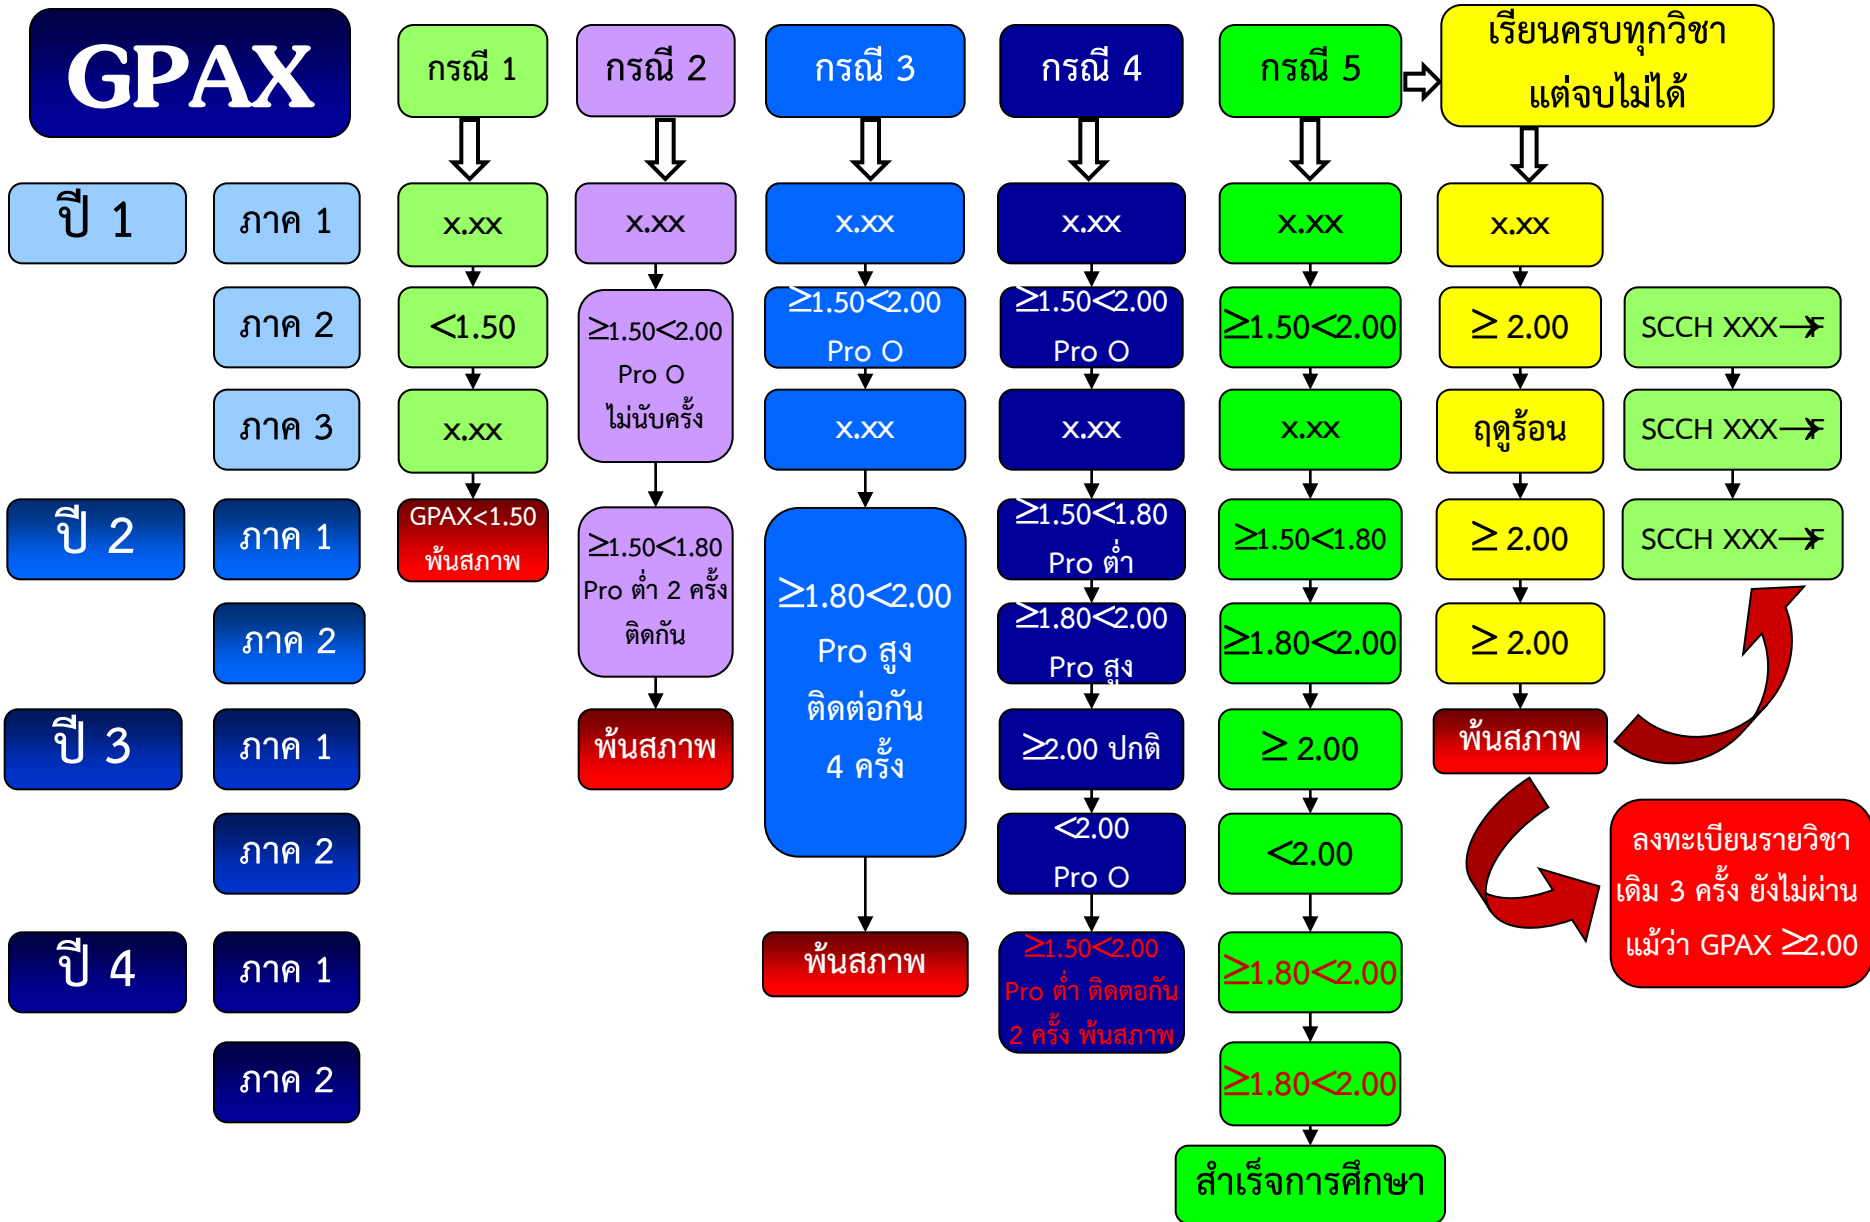 GPAX
กรณี 1
กรณี 2
กรณี 3
กรณี 4
กรณี 5
เรียนครบทุกวิชา
แต่จบไม่ได้
ปี 1
ภาค 1
x.xx
x.xx
x.xx
x.xx
x.xx
x.xx
ภาค 2
<1.50
≥1.50<2.00
Pro O
ไม่นับครั้ง
≥1.50<2.00
Pro O
≥1.50<2.00
Pro O
≥1.50<2.00
≥ 2.00
SCCH XXX→F
ภาค 3
x.xx
x.xx
x.xx
x.xx
ฤดูร้อน
SCCH XXX→F
ปี 2
ภาค 1
GPAX<1.50
พ้นสภาพ
≥1.50<1.80
Pro ต่ำ 2 ครั้ง
ติดกัน
≥1.80<2.00
Pro สูง
ติดต่อกัน
4 ครั้ง
≥1.50<1.80
Pro ต่ำ
≥1.50<1.80
≥ 2.00
SCCH XXX→F
ภาค 2
≥1.80<2.00
Pro สูง
≥1.80<2.00
≥ 2.00
ปี 3
ภาค 1
พ้นสภาพ
≥2.00 ปกติ
≥ 2.00
พ้นสภาพ
ภาค 2
<2.00
Pro O
<2.00
ลงทะเบียนรายวิชา
เดิม 3 ครั้ง ยังไม่ผ่าน
แม้ว่า GPAX ≥2.00
ปี 4
ภาค 1
พ้นสภาพ
≥1.50<2.00
Pro ต่ำ ติดตอกัน
2 ครั้ง พ้นสภาพ
≥1.80<2.00
ภาค 2
≥1.80<2.00
สำเร็จการศึกษา